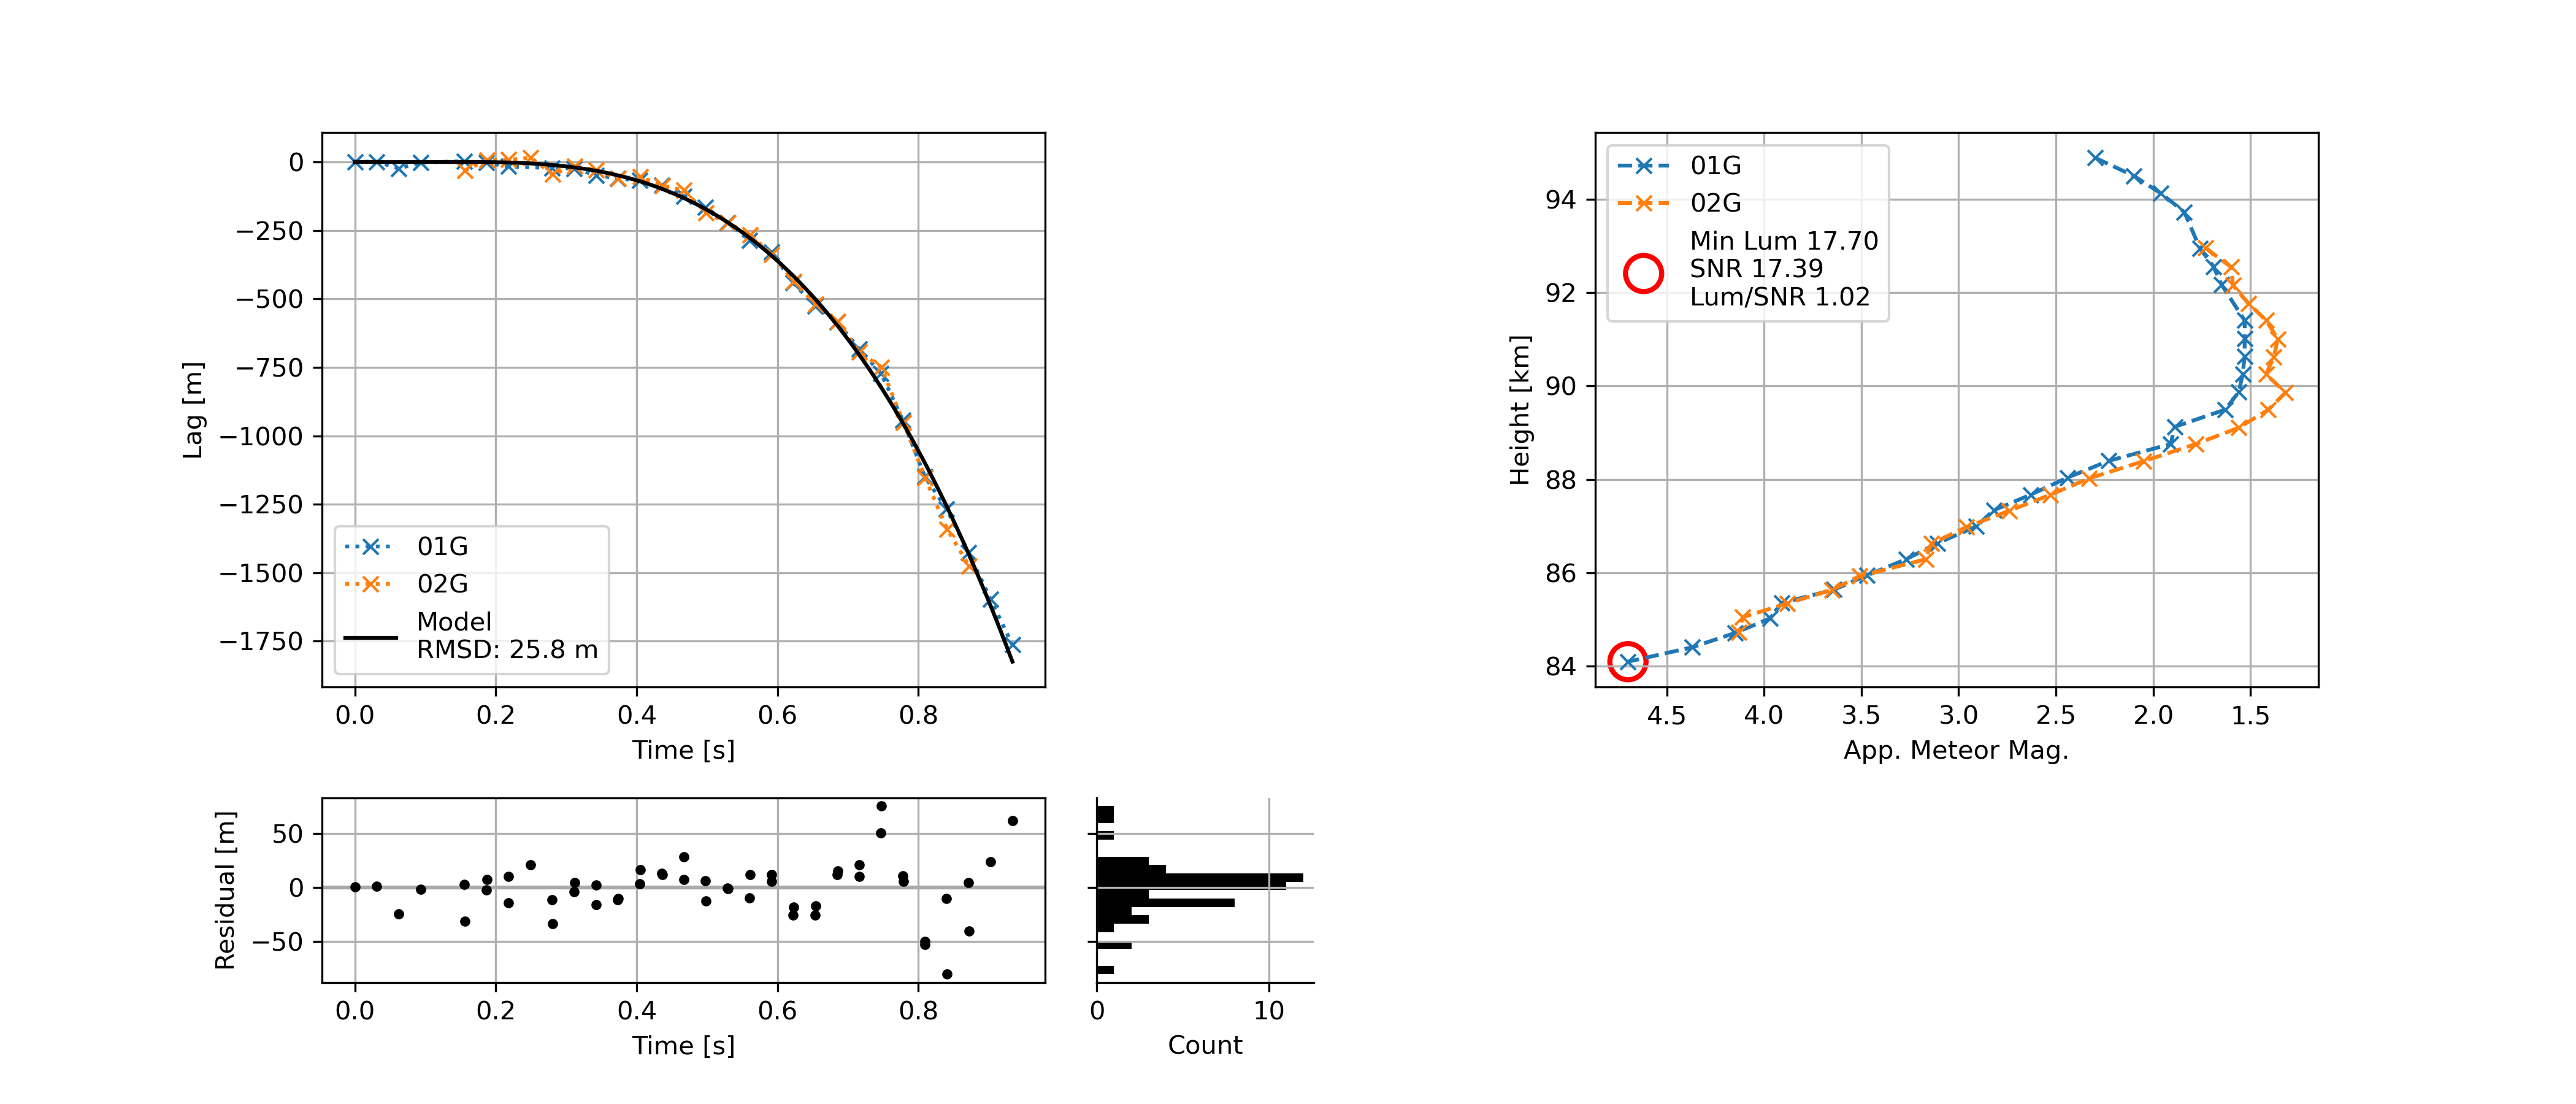 0
−250
−500
−750
−1000
−1250
−1500
−1750
Lag [m]
01G
02G
Model
RMSD: 25.8 m
0.0 0.2 0.4 0.6 0.8
Time [s]
94
92
90
88
86
84
Height [km]
01G
02G
Min Lum 17.70
SNR 17.39
Lum/SNR 1.02
4.5 4.0 3.5 3.0 2.5 2.0 1.5
App. Meteor Mag.
50
0
−50
Residual [m]
0.0 0.2 0.4 0.6 0.8
Time [s]
0 10
Count